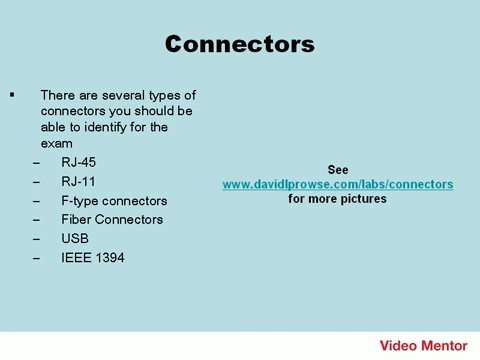 Connectors
▪ There are several types of
connectors you should be
able to identify for the
exam
– RJ-45
– RJ-11
– F-type connectors
– Fiber Connectors
– USB
– IEEE 1394
See
www.davidlprowse.com/labs/connectors
for more pictures
Video Mentor